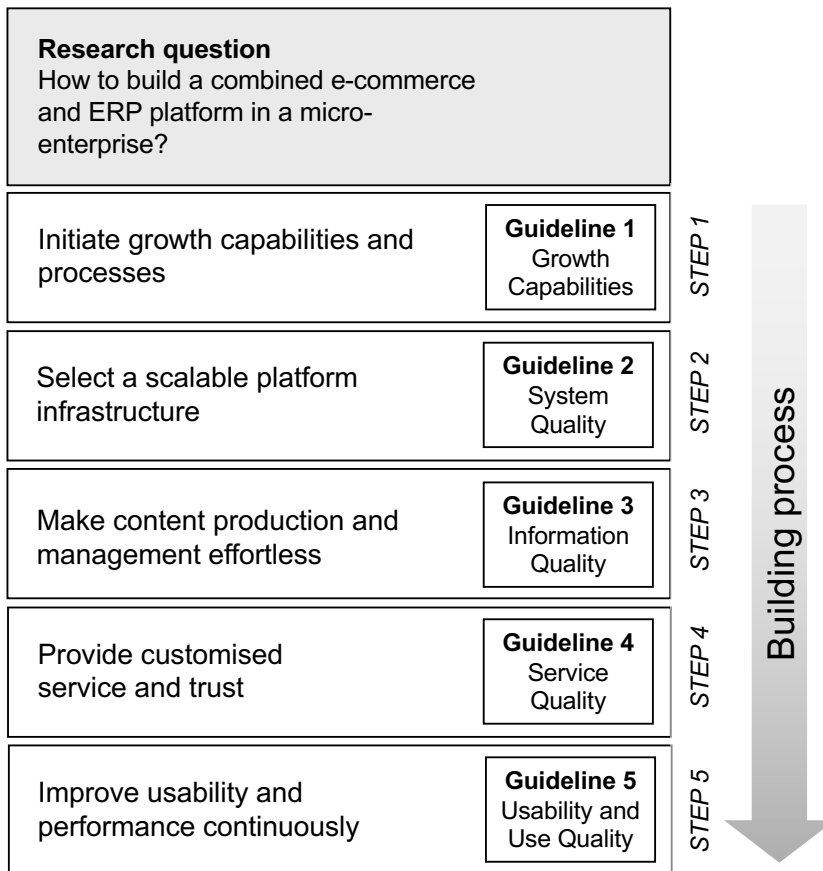 Research question
How to build a combined e-commerce
and ERP platform in a micro-
enterprise?
Initiate growth capabilities and
processes
Guideline 1
Growth
Capabilities
STEP 1
Select a scalable platform
infrastructure
Guideline 2
System
Quality
STEP 2
Make content production and
management effortless
Guideline 3
Information
Quality
STEP 3
Provide customised
service and trust
Guideline 4
Service
Quality
STEP 4
Improve usability and
performance continuously
Guideline 5
Usability and
Use Quality
STEP 5
Building process